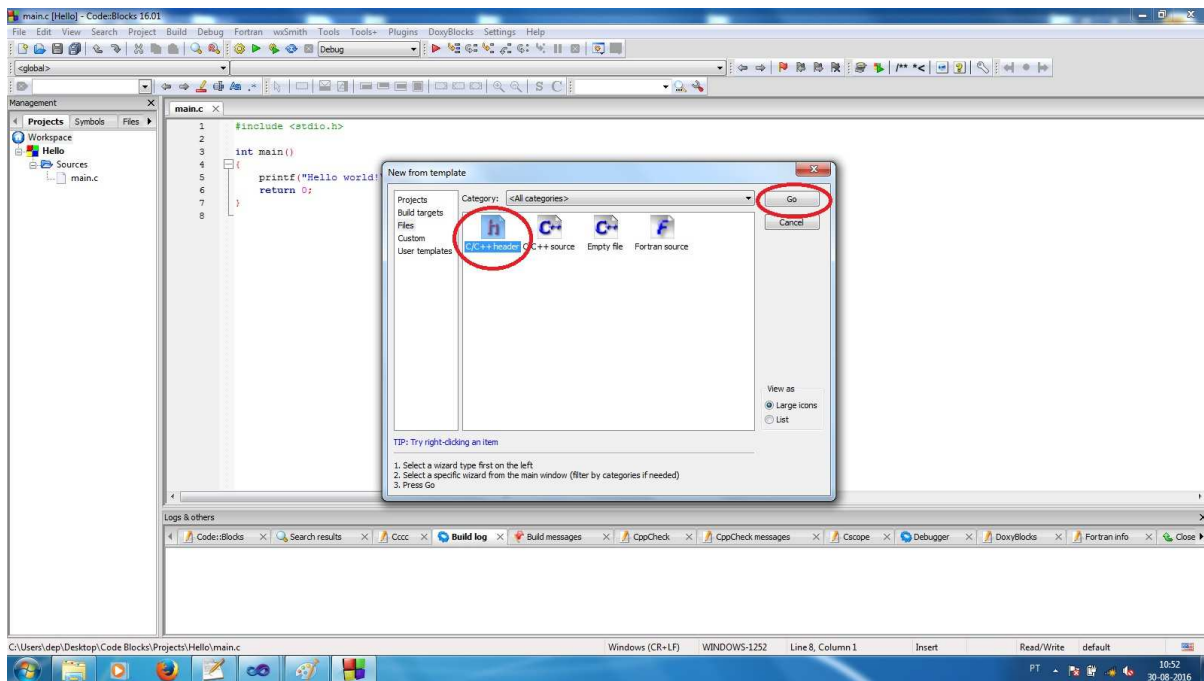 main.c [Hello] - Code::Blocks 16.01
File Edit View Search Project Build Debug Fortran wxSmith Tools Tools+ Plugins DoxyBlocks Settings Help
Debug
<global>
/** *<
S C
Management
main.c
Projects Symbols Files
Workspace
Hello
Sources
main.c
1 #include <stdio.h>
2
3 int main()
4 {
5 printf("Hello world!
6 return 0;
7 }
8
New from template
Projects
Build targets
Files
Custom
User templates
Category: <All categories>
Go
Cancel
C/C++ header
C/C++ source
Empty file
Fortran source
View as
Large icons
List
TIP: Try right-clicking an item
1. Select a wizard type first on the left
2. Select a specific wizard from the main window (filter by categories if needed)
3. Press Go
Logs & others
Code::Blocks Search results Cccc Build log Build messages CppCheck CppCheck messages Cscope Debugger DoxyBlocks Fortran info Close
C:\Users\dep\Desktop\Code Blocks\Projects\Hello\main.c Windows (CR+LF) WINDOWS-1252 Line 8, Column 1 Insert Read/Write default
PT
10:52
30-08-2016